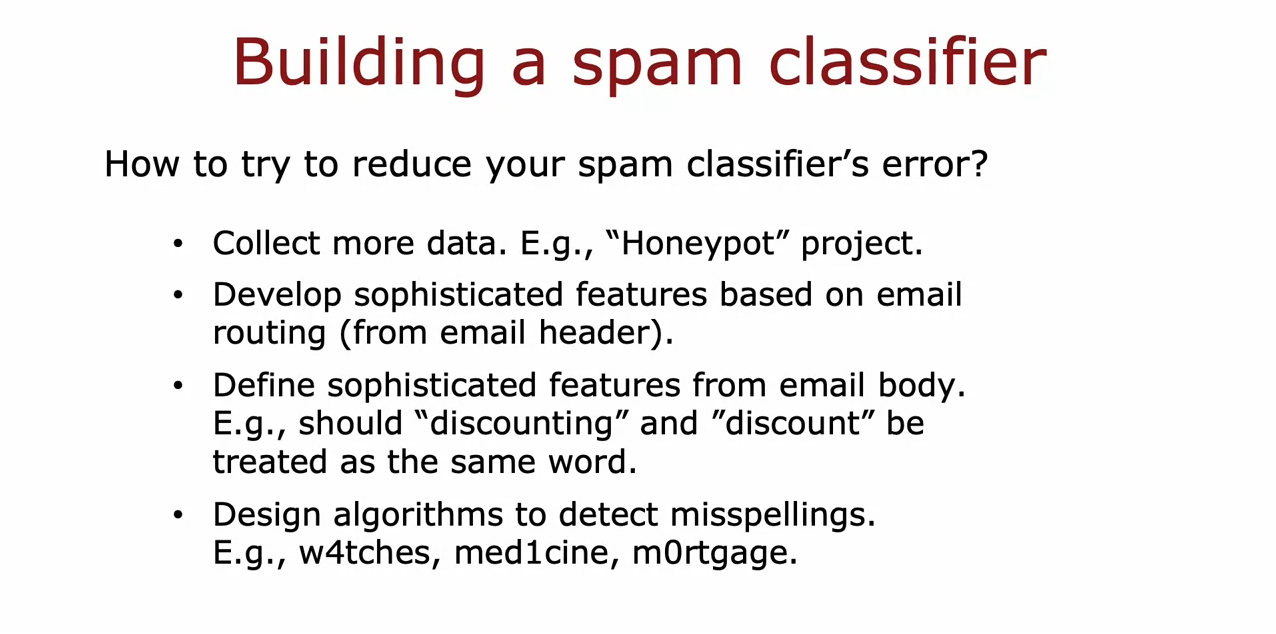 Building a spam classifier
How to try to reduce your spam classifier’s error?
• Collect more data. E.g., “Honeypot” project.
• Develop sophisticated features based on email
routing (from email header).
• Define sophisticated features from email body.
E.g., should “discounting” and ”discount” be
treated as the same word.
• Design algorithms to detect misspellings.
E.g., w4tches, med1cine, m0rtgage.